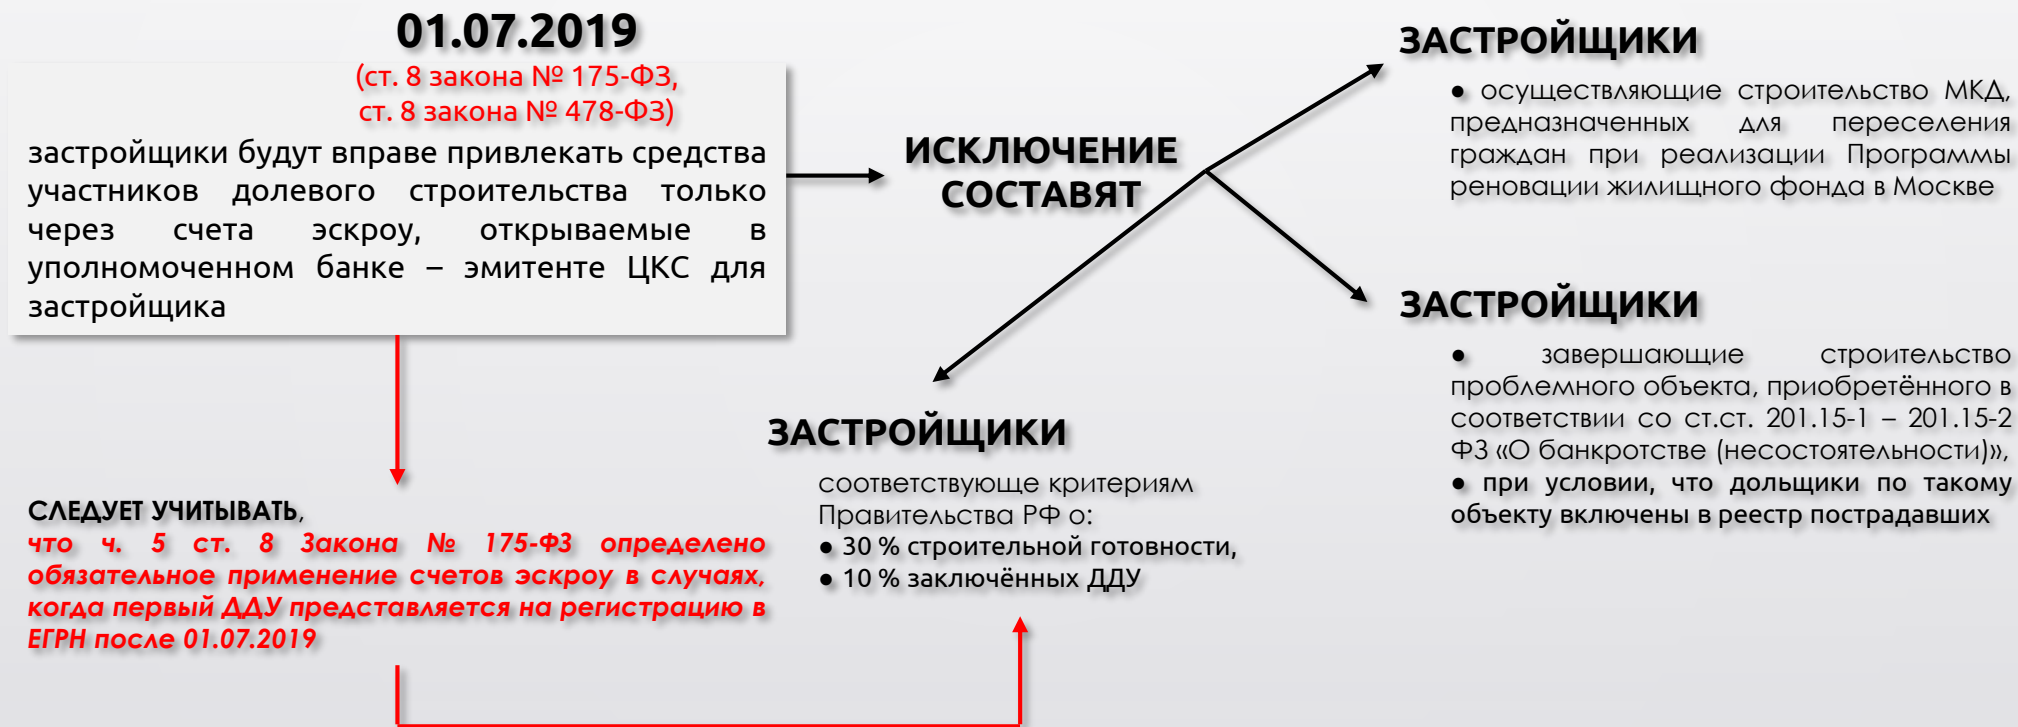 01.07.2019
(ст. 8 закона № 175-ФЗ,
ст. 8 закона № 478-ФЗ)
застройщики будут вправе привлекать средства
участников долевого строительства только
через счета эскроу, открываемые в
уполномоченном банке – эмитенте ЦКС для
застройщика
СЛЕДУЕТ УЧИТЫВАТЬ,
что ч. 5 ст. 8 Закона № 175-ФЗ определено
обязательное применение счетов эскроу в случаях,
когда первый ДДУ представляется на регистрацию в
ЕГРН после 01.07.2019
ИСКЛЮЧЕНИЕ
СОСТАВЯТ
ЗАСТРОЙЩИКИ
соответствующе критериям
Правительства РФ о:
● 30 % строительной готовности,
● 10 % заключённых ДДУ
ЗАСТРОЙЩИКИ
● осуществляющие строительство МКД,
предназначенных для переселения
граждан при реализации Программы
реновации жилищного фонда в Москве
ЗАСТРОЙЩИКИ
● завершающие строительство
проблемного объекта, приобретённого в
соответствии со ст.ст. 201.15-1 – 201.15-2
ФЗ «О банкротстве (несостоятельности)»,
● при условии, что дольщики по такому
объекту включены в реестр пострадавших